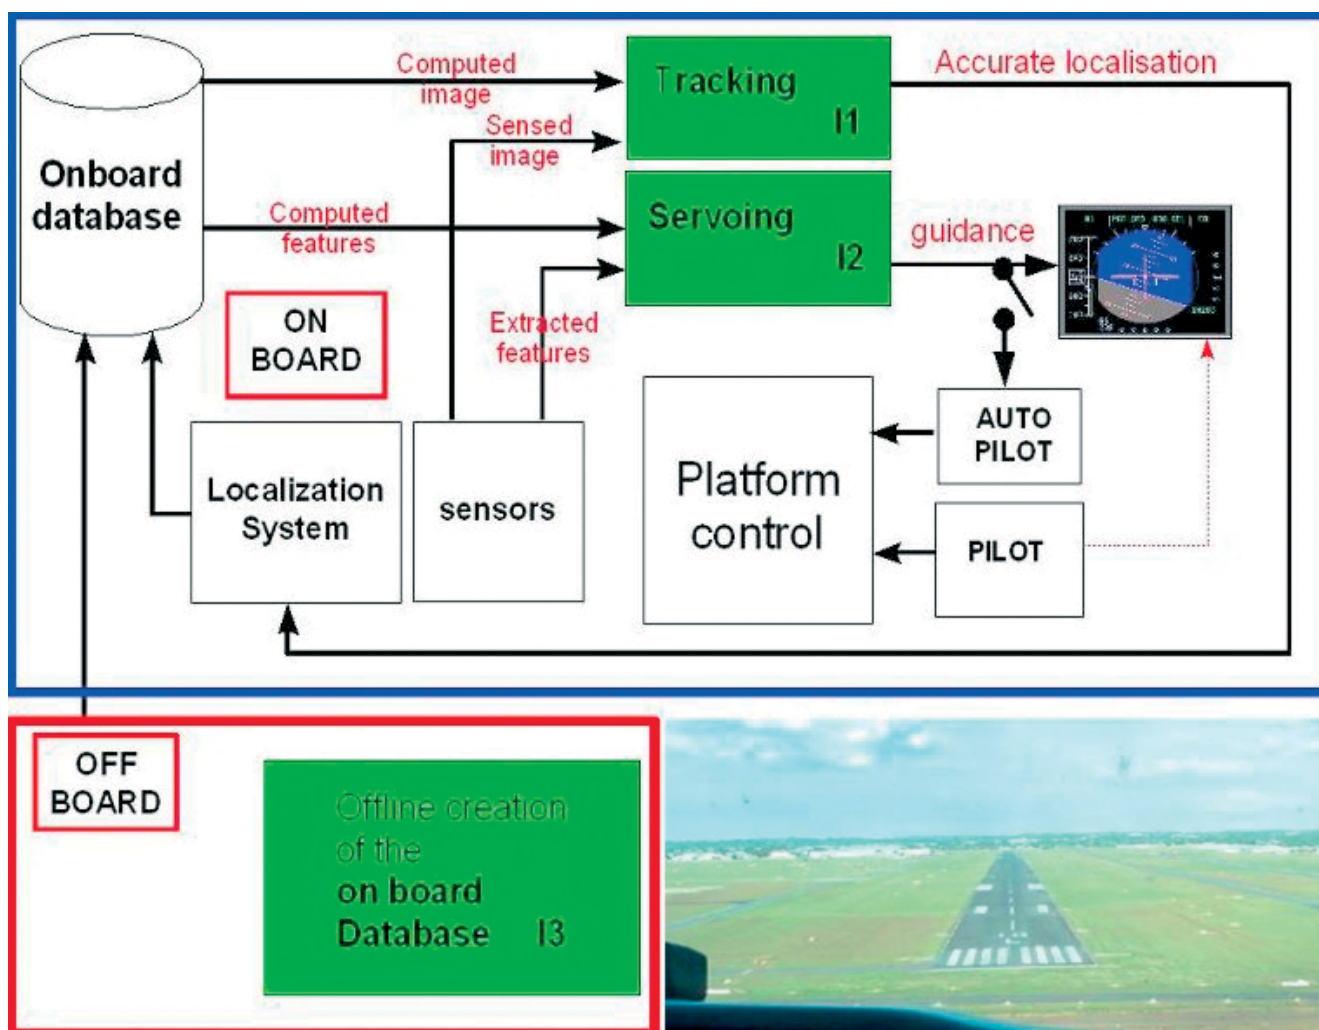 Computed
image
Tracking
I1
Accurate localisation
Sensed
image
Onboard
database
Computed
features
Servoing
I2
guidance
ON
BOARD
Extracted
features
AUTO
PILOT
Localization
System
sensors
Platform
control
PILOT
OFF
BOARD
Offline creation
of the
on board
Database I3